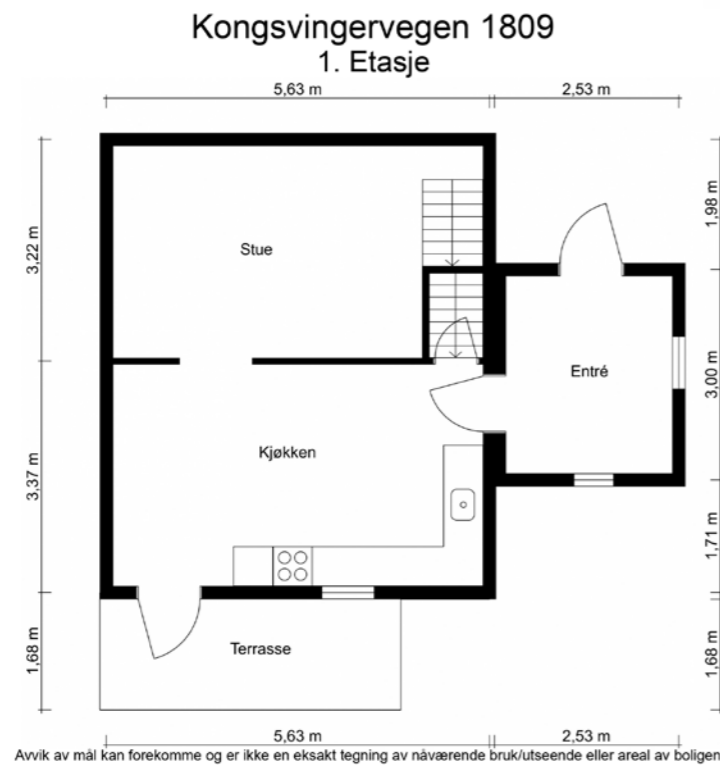 Kongsvingervegen 1809
1. Etasje
5,63 m
2,53 m
3,22 m
3,37 m
1,68 m
Stue
Kjøkken
Entré
Terrasse
1,98 m
3,00 m
1,71 m
1,68 m
5,63 m
2,53 m
Avvik av mål kan forekomme og er ikke en eksakt tegning av nåværende bruk/utseende eller areal av boligen